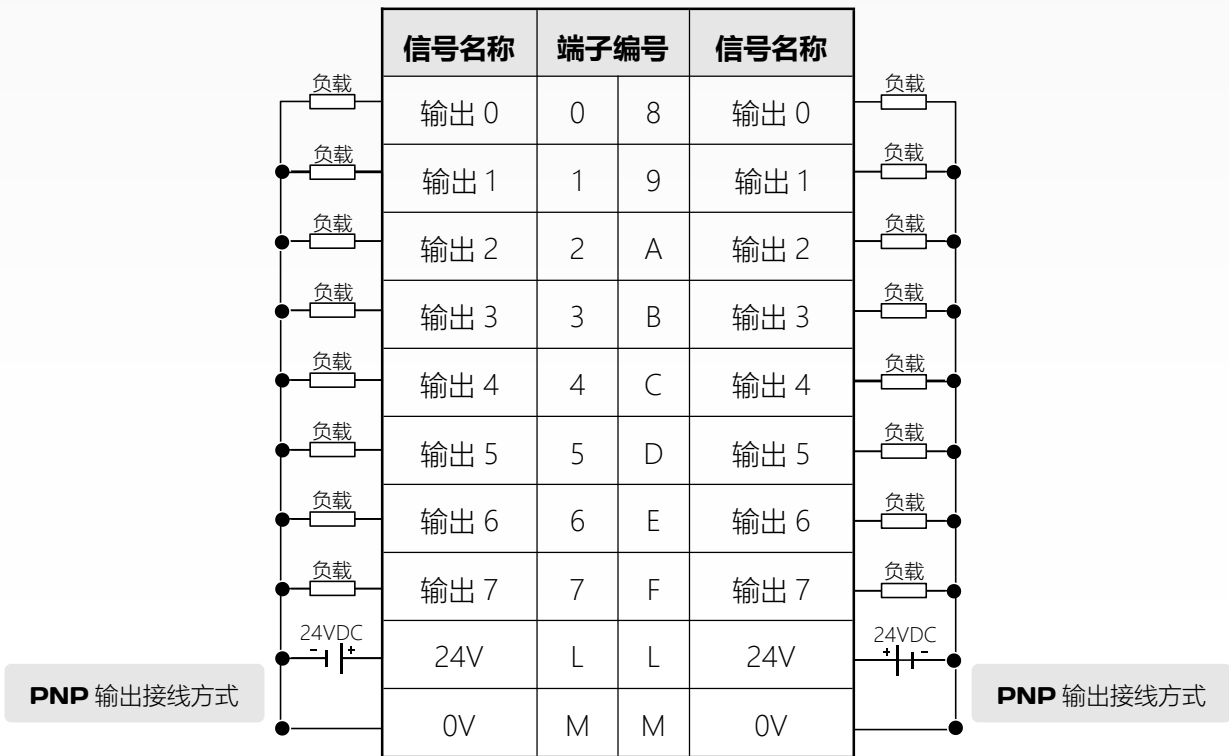 信号名称 端子编号 信号名称
负载 输出 0 0 8 输出 0 负载
负载 输出 1 1 9 输出 1 负载
负载 输出 2 2 A 输出 2 负载
负载 输出 3 3 B 输出 3 负载
负载 输出 4 4 C 输出 4 负载
负载 输出 5 5 D 输出 5 负载
负载 输出 6 6 E 输出 6 负载
负载 输出 7 7 F 输出 7 负载
24VDC - + 24V L L 24V 24VDC + -
PNP 输出接线方式 0V M M 0V PNP 输出接线方式